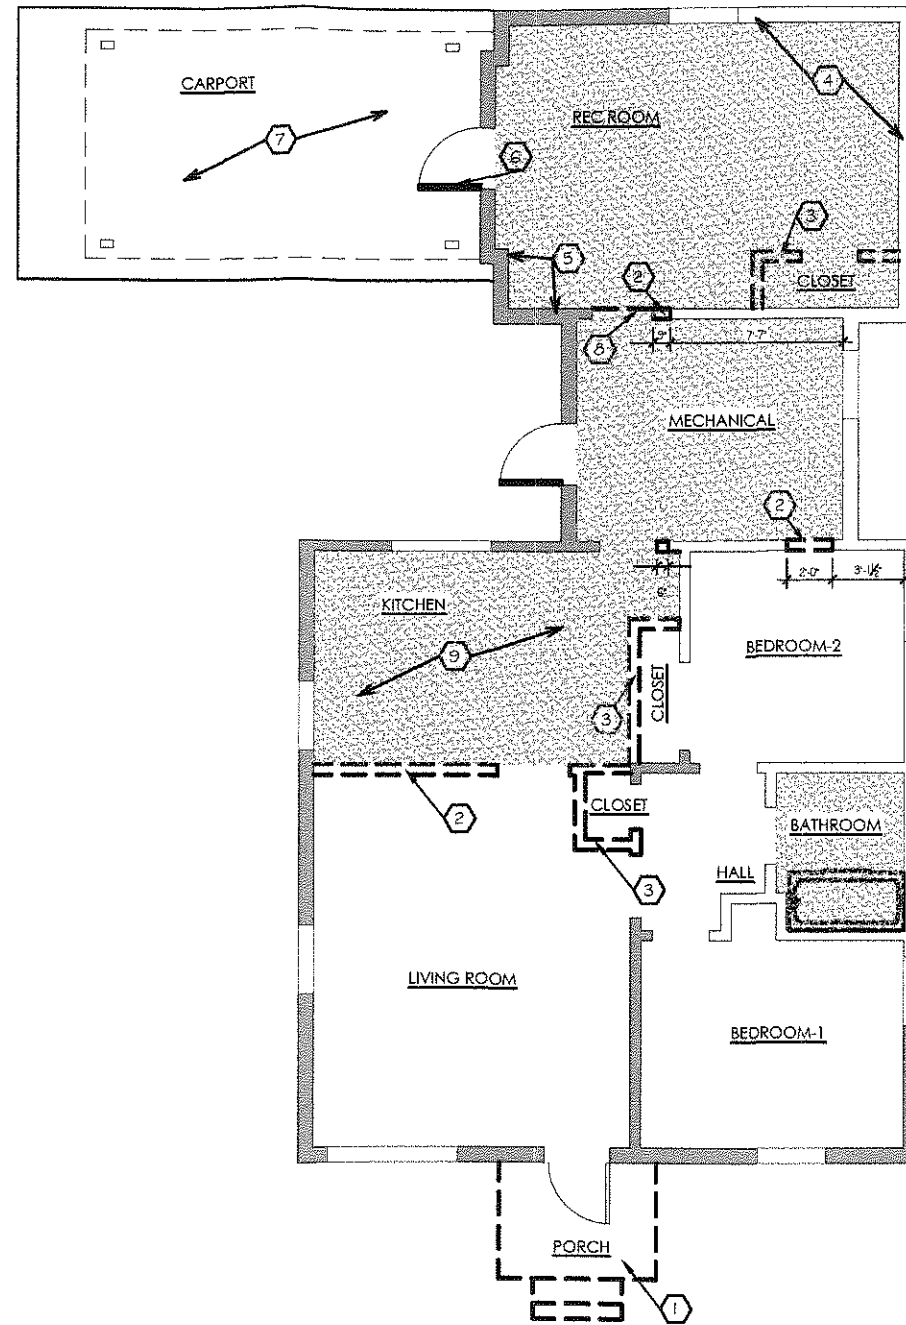 CARPORT
7
REC ROOM
4
6
3
5
2
CLOSET
8
9"
7'-7"
MECHANICAL
2
2'-0"
3'-1½"
6"
KITCHEN
9
BEDROOM-2
CLOSET
3
2
CLOSET
BATHROOM
HALL
3
LIVING ROOM
BEDROOM-1
PORCH
1